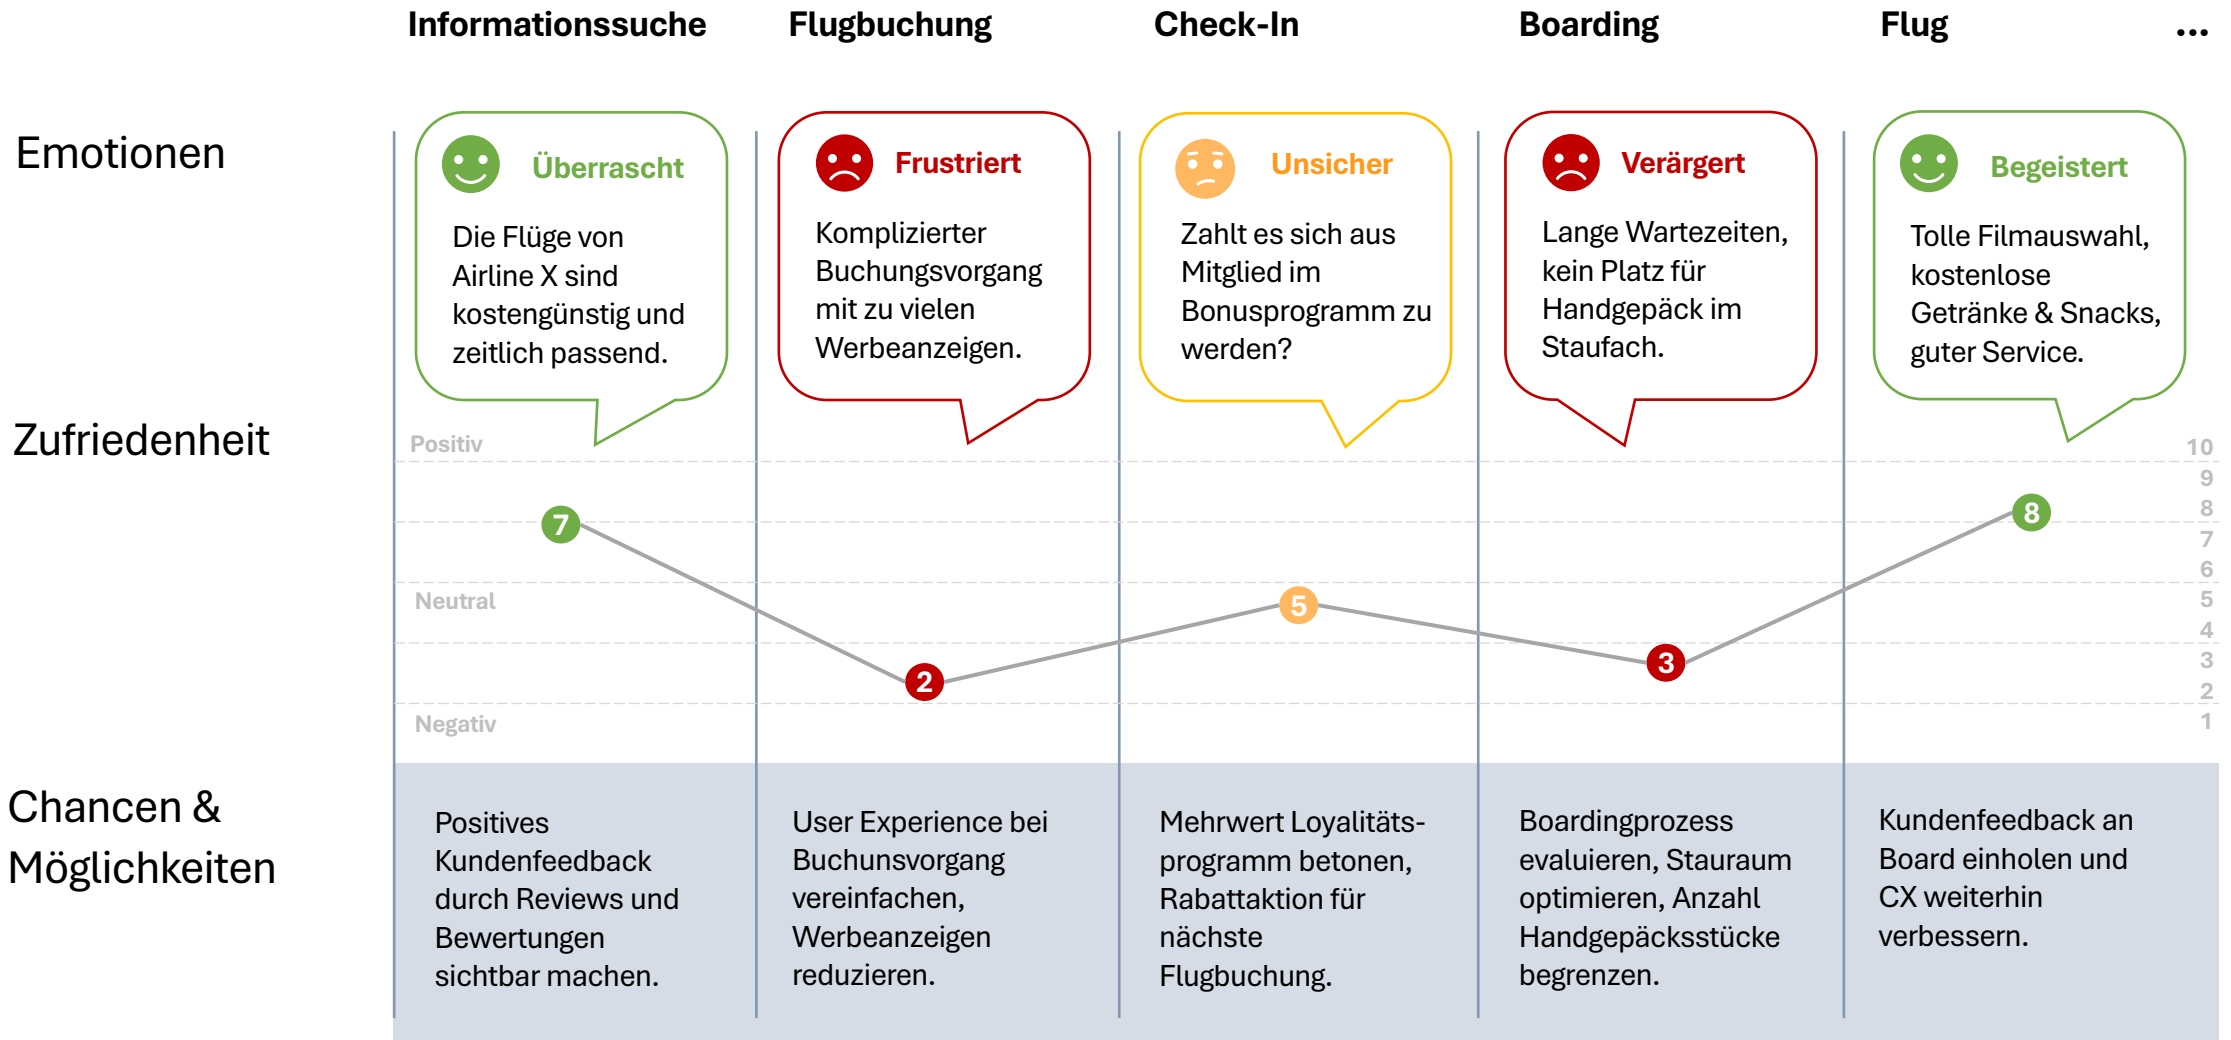 Informationssuche
Flugbuchung
Check-In
Boarding
Flug
...
Emotionen
Überrascht
Die Flüge von
Airline X sind
kostengünstig und
zeitlich passend.
Frustriert
Komplizierter
Buchungsvorgang
mit zu vielen
Werbeanzeigen.
Unsicher
Zahlt es sich aus
Mitglied im
Bonusprogramm zu
werden?
Verärgert
Lange Wartezeiten,
kein Platz für
Handgepäck im
Staufach.
Begeistert
Tolle Filmauswahl,
kostenlose
Getränke & Snacks,
guter Service.
Zufriedenheit
Positiv
Neutral
Negativ
7
2
5
3
8
10
9
8
7
6
5
4
3
2
1
Chancen &
Möglichkeiten
Positives
Kundenfeedback
durch Reviews und
Bewertungen
sichtbar machen.
User Experience bei
Buchunsvorgang
vereinfachen,
Werbeanzeigen
reduzieren.
Mehrwert Loyalitäts-
programm betonen,
Rabattaktion für
nächste
Flugbuchung.
Boardingprozess
evaluieren, Stauraum
optimieren, Anzahl
Handgepäcksstücke
begrenzen.
Kundenfeedback an
Board einholen und
CX weiterhin
verbessern.